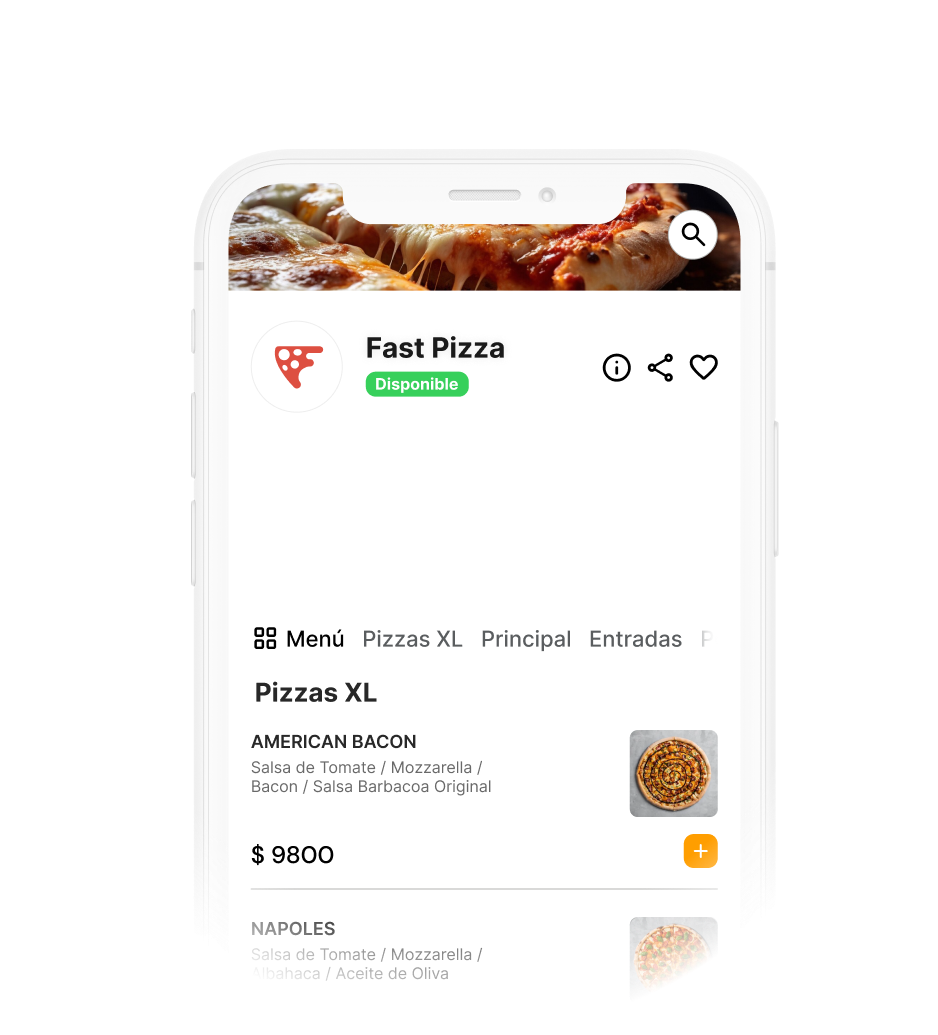 Fast Pizza
Disponible
Menú Pizzas XL Principal Entradas
Pizzas XL
AMERICAN BACON
Salsa de Tomate / Mozzarella /
Bacon / Salsa Barbacoa Original
$ 9800
NAPOLES
Salsa de Tomate / Mozzarella /
Albahaca / Aceite de Oliva